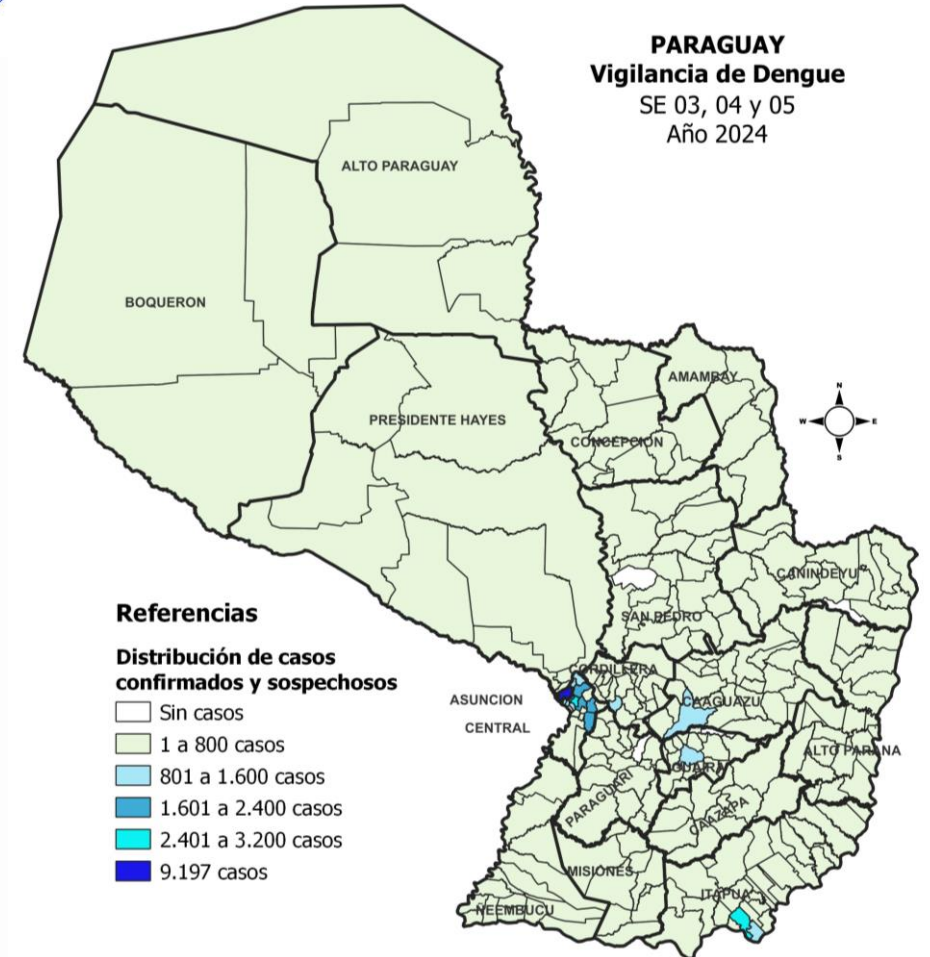 PARAGUAY
Vigilancia de Dengue
SE 03, 04 y 05
Año 2024
ALTO PARAGUAY
BOQUERON
N
AMAMBAY
W
E
PRESIDENTE HAYES
CONCEPCION
S
CANINDEYU
SAN PEDRO
Referencias
Distribución de casos
confirmados y sospechosos
Sin casos
1 a 800 casos
801 a 1.600 casos
1.601 a 2.400 casos
2.401 a 3.200 casos
9.197 casos
CORDILLERA
ASUNCION
CENTRAL
CAAGUAZU
ALTO PARANA
GUAIRA
PARAGUARI
CAAZAPA
MISIONES
ITAPUA
ÑEEMBUCU